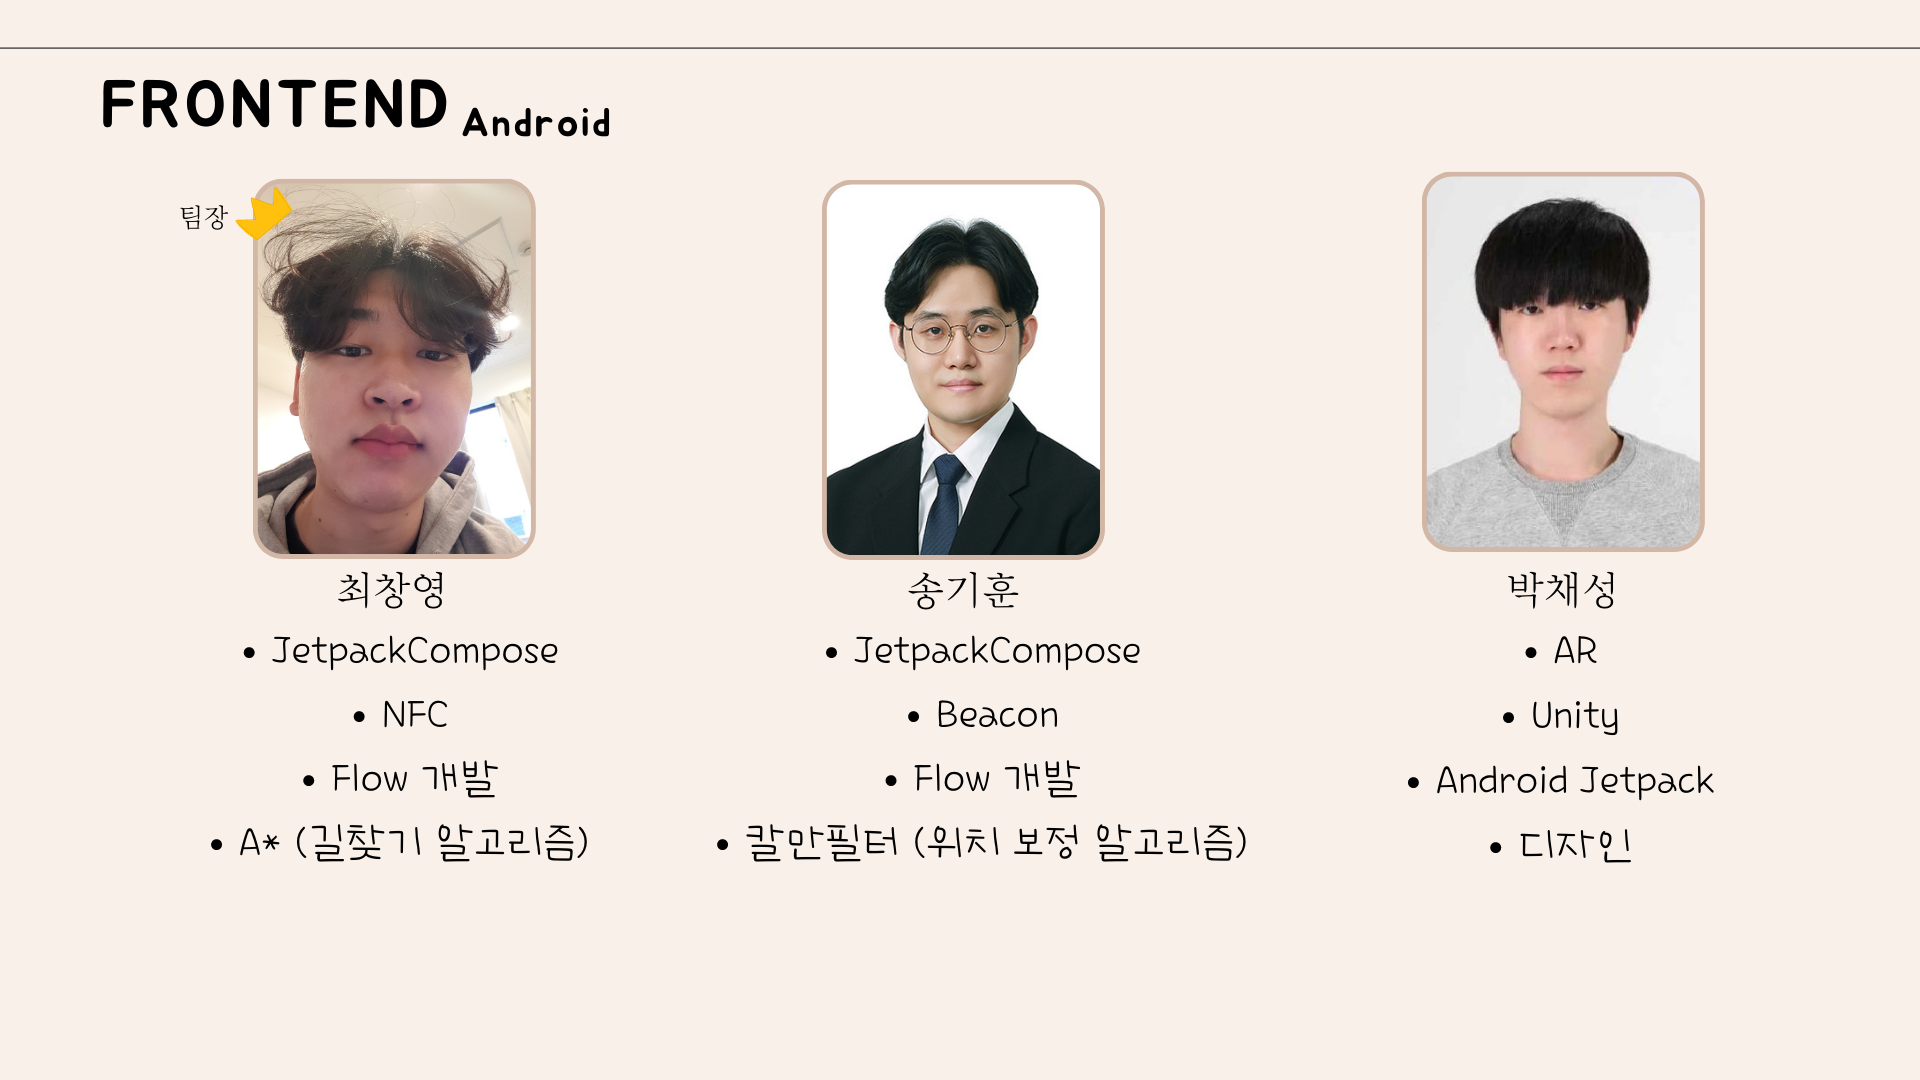 FRONTEND Android
팀장
최창영
• JetpackCompose
• NFC
• Flow 개발
• A* (길찾기 알고리즘)
송기훈
• JetpackCompose
• Beacon
• Flow 개발
• 칼만필터 (위치 보정 알고리즘)
박채성
• AR
• Unity
• Android Jetpack
• 디자인